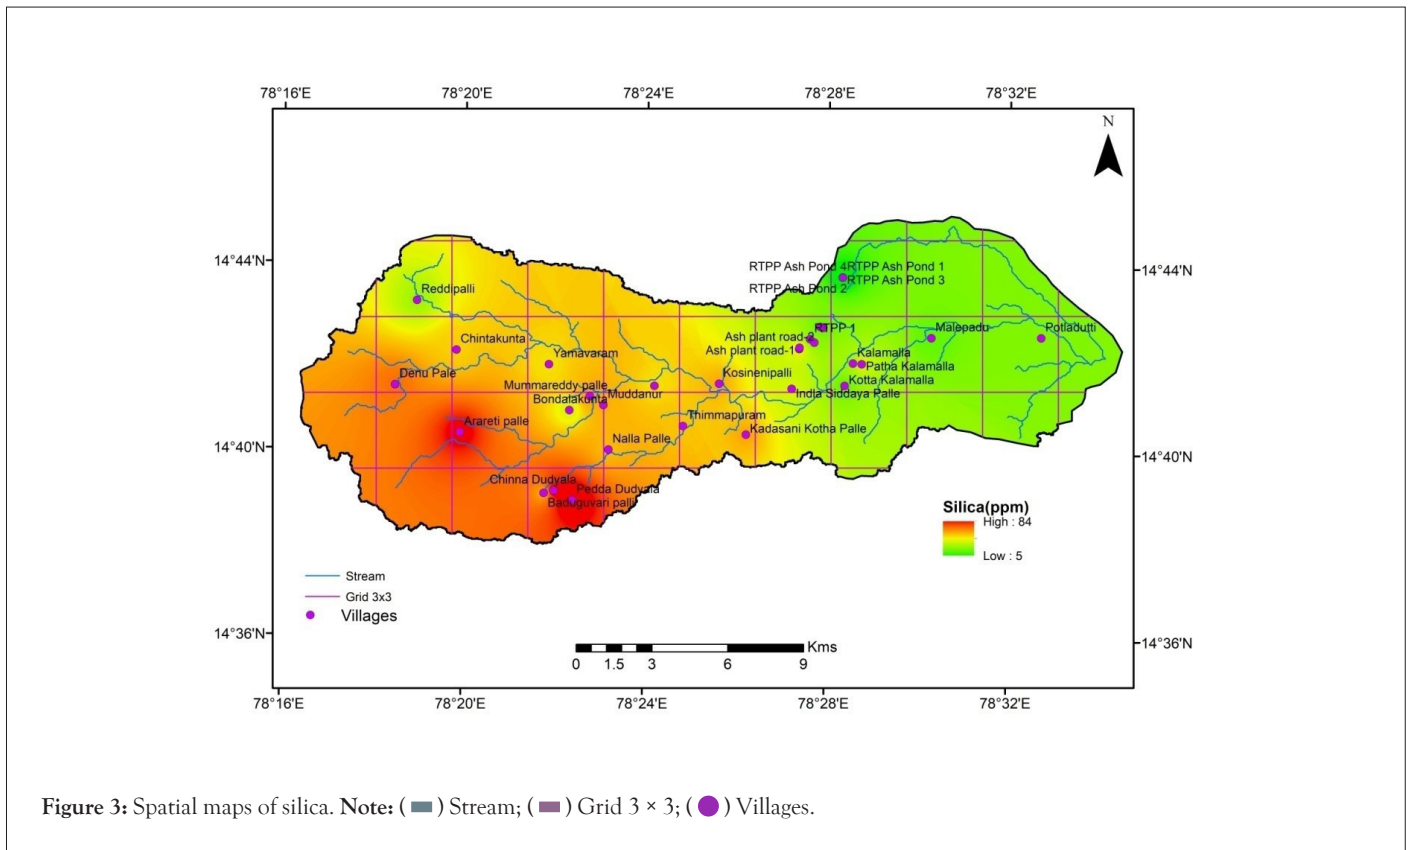 78°16'E 78°20'E 78°24'E 78°28'E 78°32'E
N
14°44'N
14°44'N
RTPP Ash Pond 4 RTPP Ash Pond 1
RTPP Ash Pond 3
RTPP Ash Pond 2
Reddipalli
RTPP 1
Malepadu
Potladutti
Ash plant road-2
Chintakunta
Ash plant road-1
Yamavaram
Kalamalla
Patha Kalamalla
Denu Pale
Kosinenipalli
Kotta Kalamalla
Mummareddy palle
Muddanur
Indla Siddaya Palle
Bondalakunta
Thimmapuram
Arareti palle
Kadasani Kotha Palle
Nalla Palle
14°40'N
14°40'N
Chinna Dudyala
Pedda Dudyala
Baduguvari palli
Silica(ppm)
High : 84
Low : 5
Stream
Grid 3x3
Villages
14°36'N
14°36'N
Kms
0 1.5 3 6 9
78°16'E 78°20'E 78°24'E 78°28'E 78°32'E
Figure 3: Spatial maps of silica. Note: ( ) Stream; ( ) Grid 3 × 3; ( ) Villages.